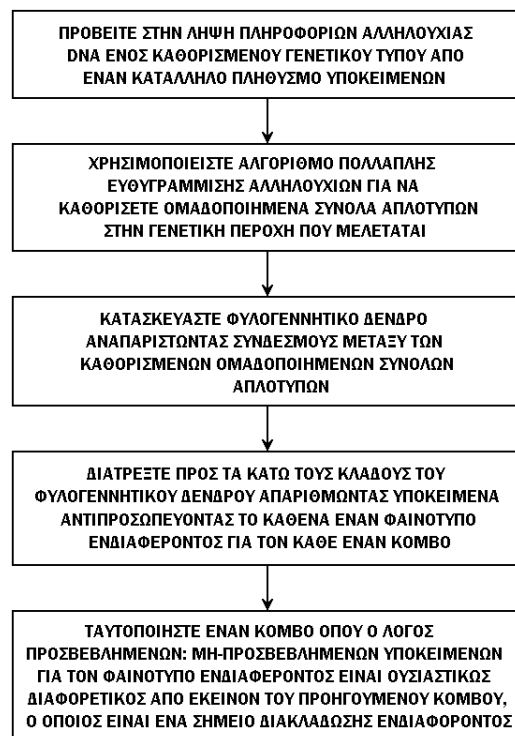 ΠΡΟΒΕΙΤΕ ΣΤΗΝ ΛΗΨΗ ΠΛΗΡΟΦΟΡΙΩΝ ΑΛΛΗΛΟΥΧΙΑΣ
DNA ΕΝΟΣ ΚΑΘΟΡΙΣΜΕΝΟΥ ΓΕΝΕΤΙΚΟΥ ΤΥΠΟΥ ΑΠΟ
ΕΝΑΝ ΚΑΤΑΛΛΗΛΟ ΠΛΗΘΥΣΜΟ ΥΠΟΚΕΙΜΕΝΩΝ
ΧΡΗΣΙΜΟΠΟΙΕΙΣΤΕ ΑΛΓΟΡΙΘΜΟ ΠΟΛΛΑΠΛΗΣ
ΕΥΘΥΓΡΑΜΜΙΣΗΣ ΑΛΛΗΛΟΥΧΙΩΝ ΓΙΑ ΝΑ
ΚΑΘΟΡΙΣΕΤΕ ΟΜΑΔΟΠΟΙΗΜΕΝΑ ΣΥΝΟΛΑ ΑΠΛΟΤΥΠΩΝ
ΣΤΗΝ ΓΕΝΕΤΙΚΗ ΠΕΡΟΧΗ ΠΟΥ ΜΕΛΕΤΑΤΑΙ
ΚΑΤΑΣΚΕΥΑΣΤΕ ΦΥΛΟΓΕΝΝΗΤΙΚΟ ΔΕΝΔΡΟ
ΑΝΑΠΑΡΙΣΤΩΝΤΑΣ ΣΥΝΔΕΣΜΟΥΣ ΜΕΤΑΞΥ ΤΩΝ
ΚΑΘΟΡΙΣΜΕΝΩΝ ΟΜΑΔΟΠΟΙΗΜΕΝΩΝ ΣΥΝΟΛΩΝ
ΑΠΛΟΤΥΠΩΝ
ΔΙΑΤΡΕΞΤΕ ΠΡΟΣ ΤΑ ΚΑΤΩ ΤΟΥΣ ΚΛΑΔΟΥΣ ΤΟΥ
ΦΥΛΟΓΕΝΝΗΤΙΚΟΥ ΔΕΝΔΡΟΥ ΑΠΑΡΙΘΜΩΝΤΑΣ ΥΠΟΚΕΙΜΕΝΑ
ΑΝΤΙΠΡΟΣΩΠΕΥΟΝΤΑΣ ΤΟ ΚΑΘΕΝΑ ΕΝΑΝ ΦΑΙΝΟΤΥΠΟ
ΕΝΔΙΑΦΕΡΟΝΤΟΣ ΓΙΑ ΤΟΝ ΚΑΘΕ ΕΝΑΝ ΚΟΜΒΟ
ΤΑΥΤΟΠΟΙΗΣΤΕ ΕΝΑΝ ΚΟΜΒΟ ΟΠΟΥ Ο ΛΟΓΟΣ
ΠΡΟΣΒΕΒΛΗΜΕΝΩΝ: ΜΗ-ΠΡΟΣΒΕΒΛΗΜΕΝΩΝ ΥΠΟΚΕΙΜΕΝΩΝ
ΓΙΑ ΤΟΝ ΦΑΙΝΟΤΥΠΟ ΕΝΔΙΑΦΕΡΟΝΤΟΣ ΕΙΝΑΙ ΟΥΣΙΑΣΤΙΚΩΣ
ΔΙΑΦΟΡΕΤΙΚΟΣ ΑΠΟ ΕΚΕΙΝΟΝ ΤΟΥ ΠΡΟΗΓΟΥΜΕΝΟΥ ΚΟΜΒΟΥ,
Ο ΟΠΟΙΟΣ ΕΙΝΑΙ ΕΝΑ ΣΗΜΕΙΟ ΔΙΑΚΛΑΔΩΣΗΣ ΕΝΔΙΑΦΟΡΟΝΤΟΣ